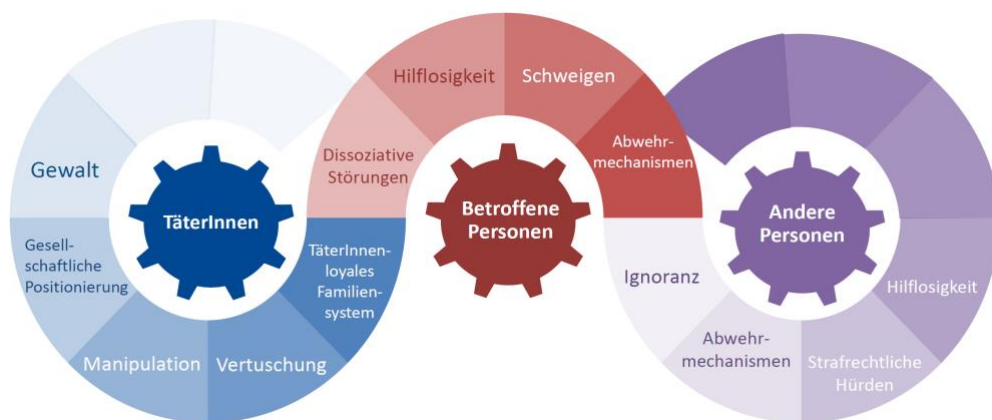 Gewalt
Gesell-
schaftliche
Positionierung
Manipulation
Vertuschung
TäterInnen-
loyales
Familien-
system
TäterInnen
Dissoziative
Störungen
Hilflosigkeit
Schweigen
Abwehr-
mechanismen
Betroffene
Personen
Ignoranz
Abwehr-
mechanismen
Strafrechtliche
Hürden
Hilflosigkeit
Andere
Personen